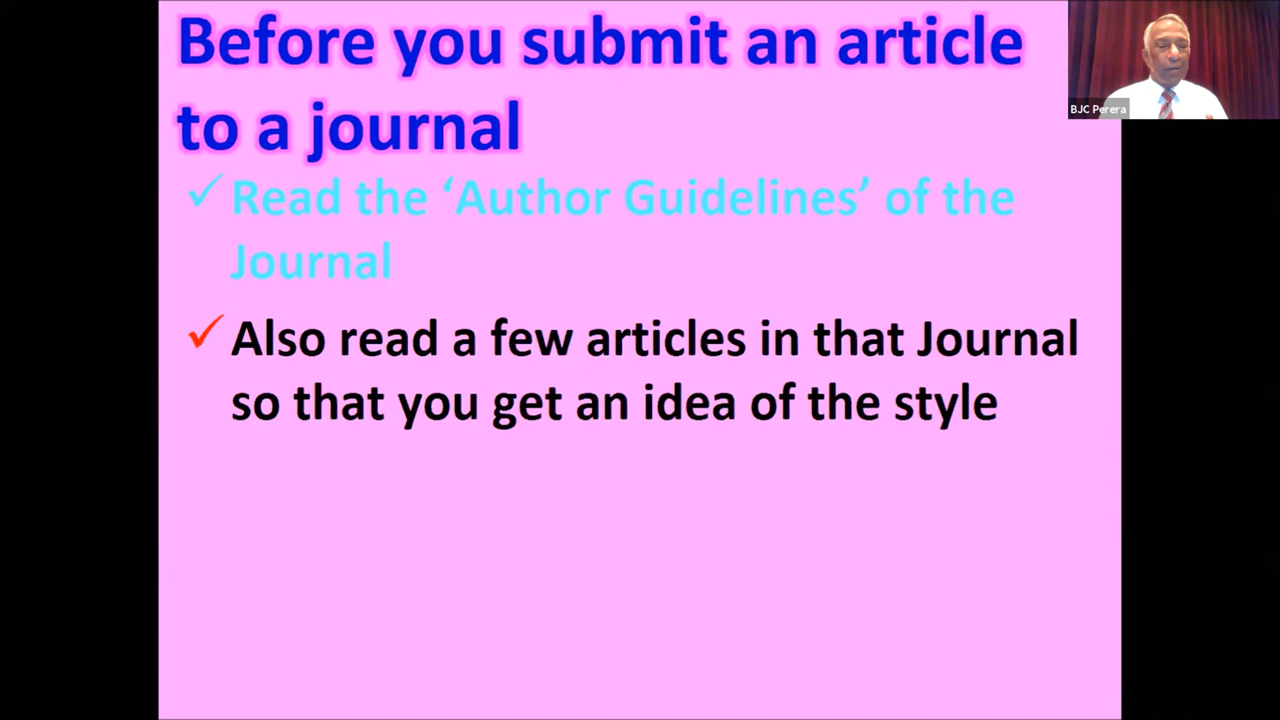 Before you submit an article
to a journal
✓ Read the ‘Author Guidelines’ of the
Journal
✓ Also read a few articles in that Journal
so that you get an idea of the style
BJC Perera